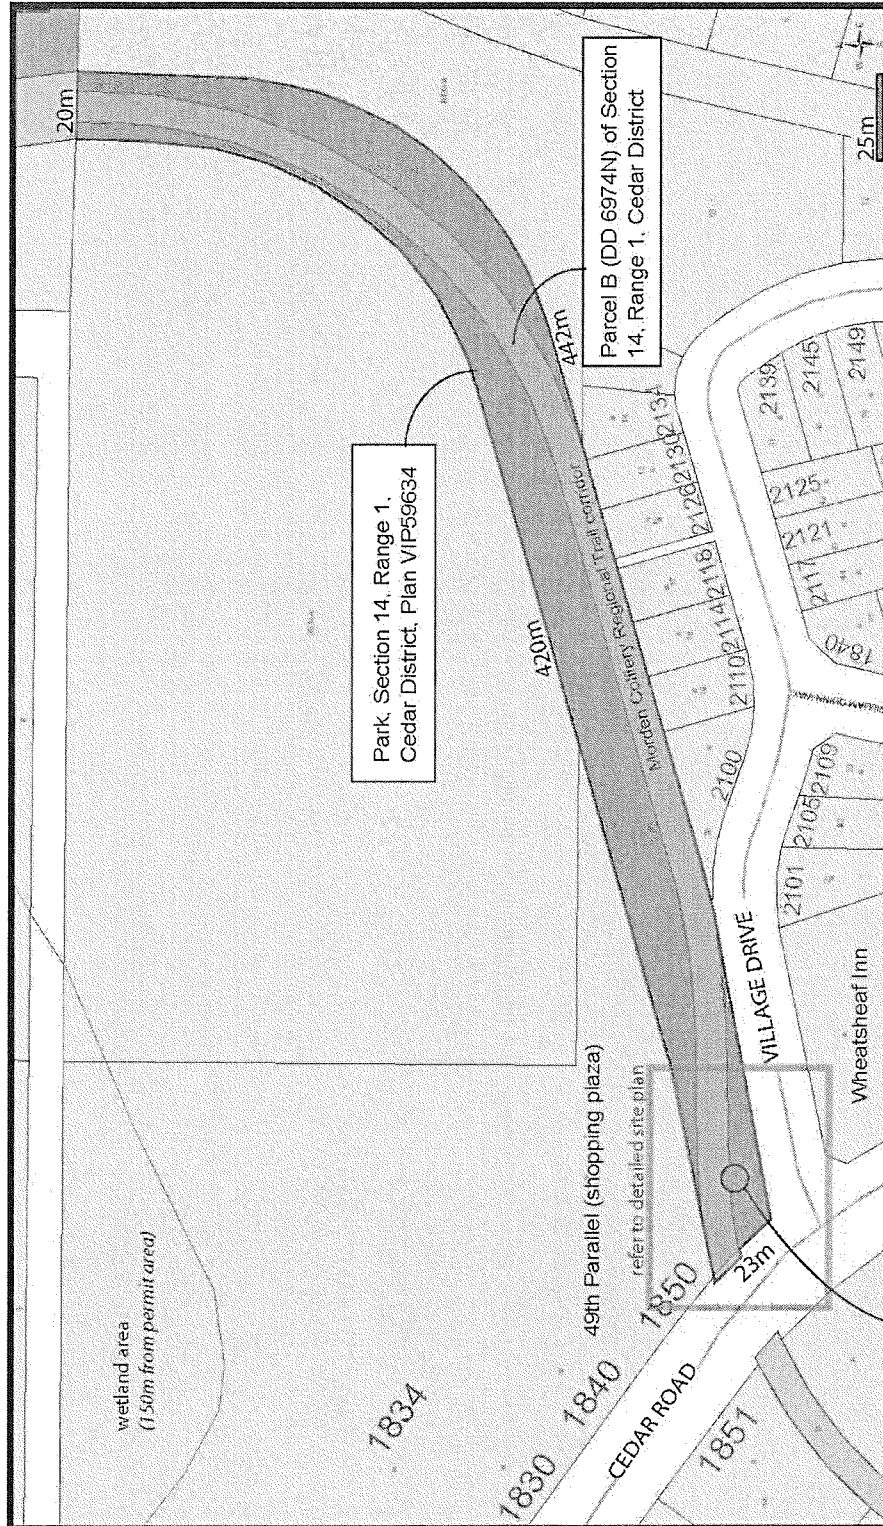 wetland area
(150m from permit area)
1834
1830
1840
1850
1851
CEDAR ROAD
49th Parallel (shopping plaza)
refer to detailed site plan
23m
VILLAGE DRIVE
Wheatsheaf Inn
Park, Section 14, Range 1,
Cedar District, Plan VIP59634
420m
Morden Colliery Regional Trail corridor
442m
20m
Parcel B (DD 6974N) of Section
14, Range 1, Cedar District
2100
2110
2114
2118
2126
2130
2134
2101
2105
2109
1840
2117
2121
2125
2139
2145
2149
25m